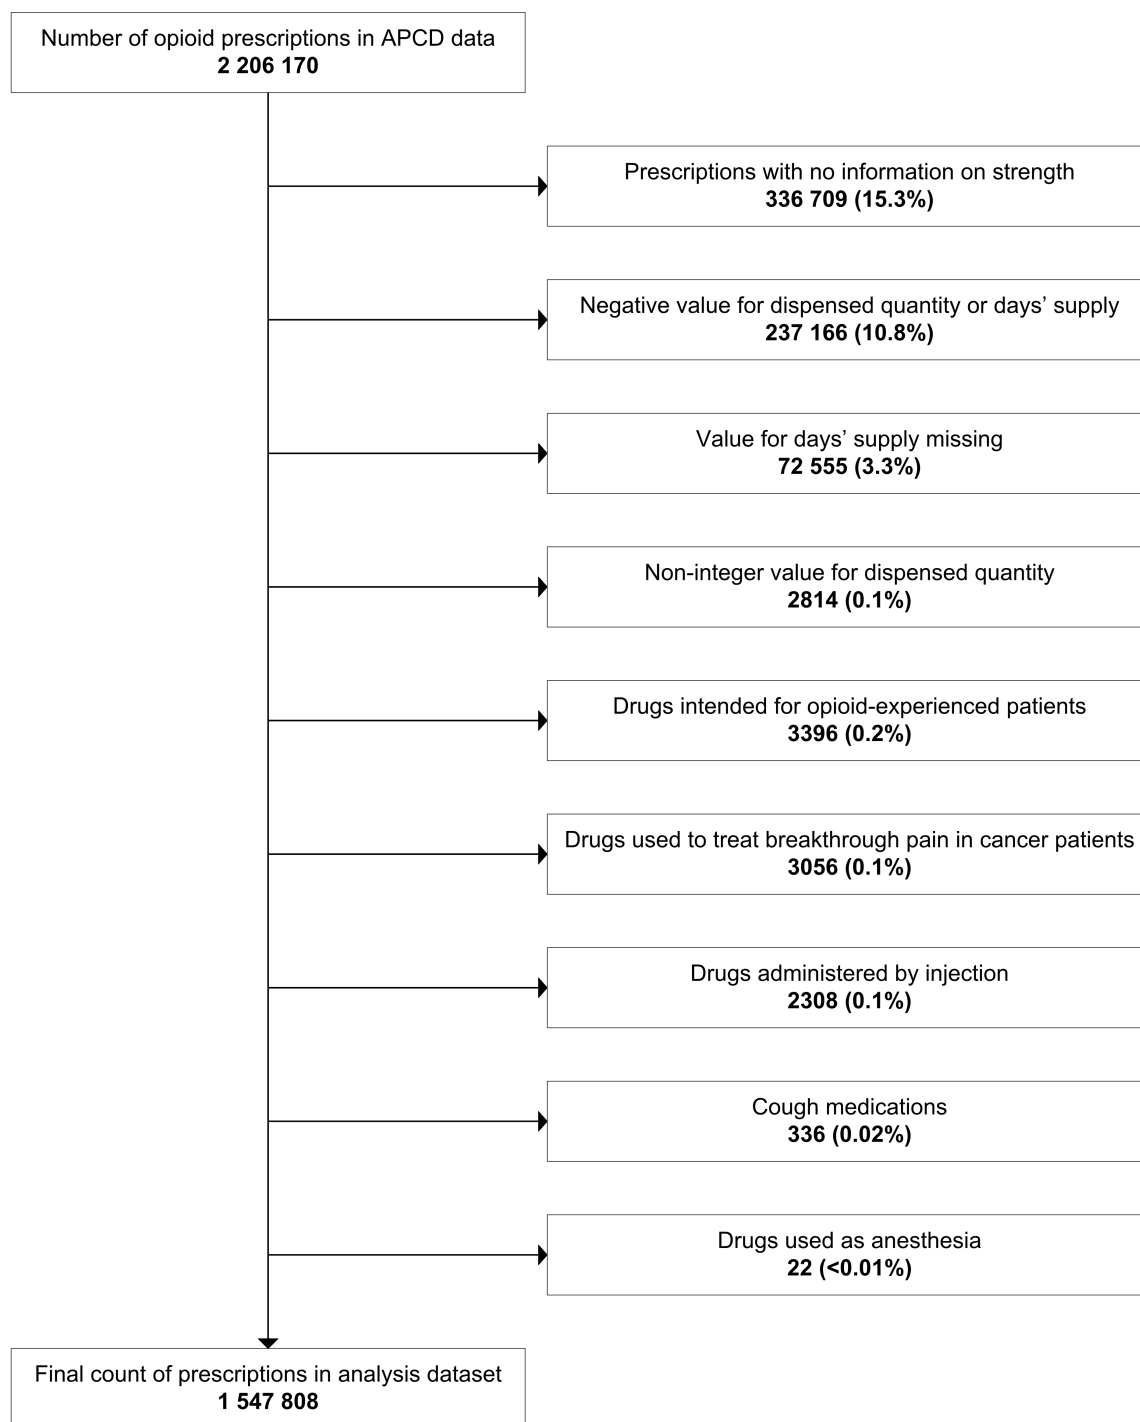 Number of opioid prescriptions in APCD data
2 206 170
Prescriptions with no information on strength
336 709 (15.3%)
Negative value for dispensed quantity or days’ supply
237 166 (10.8%)
Value for days’ supply missing
72 555 (3.3%)
Non-integer value for dispensed quantity
2814 (0.1%)
Drugs intended for opioid-experienced patients
3396 (0.2%)
Drugs used to treat breakthrough pain in cancer patients
3056 (0.1%)
Drugs administered by injection
2308 (0.1%)
Cough medications
336 (0.02%)
Drugs used as anesthesia
22 (<0.01%)
Final count of prescriptions in analysis dataset
1 547 808